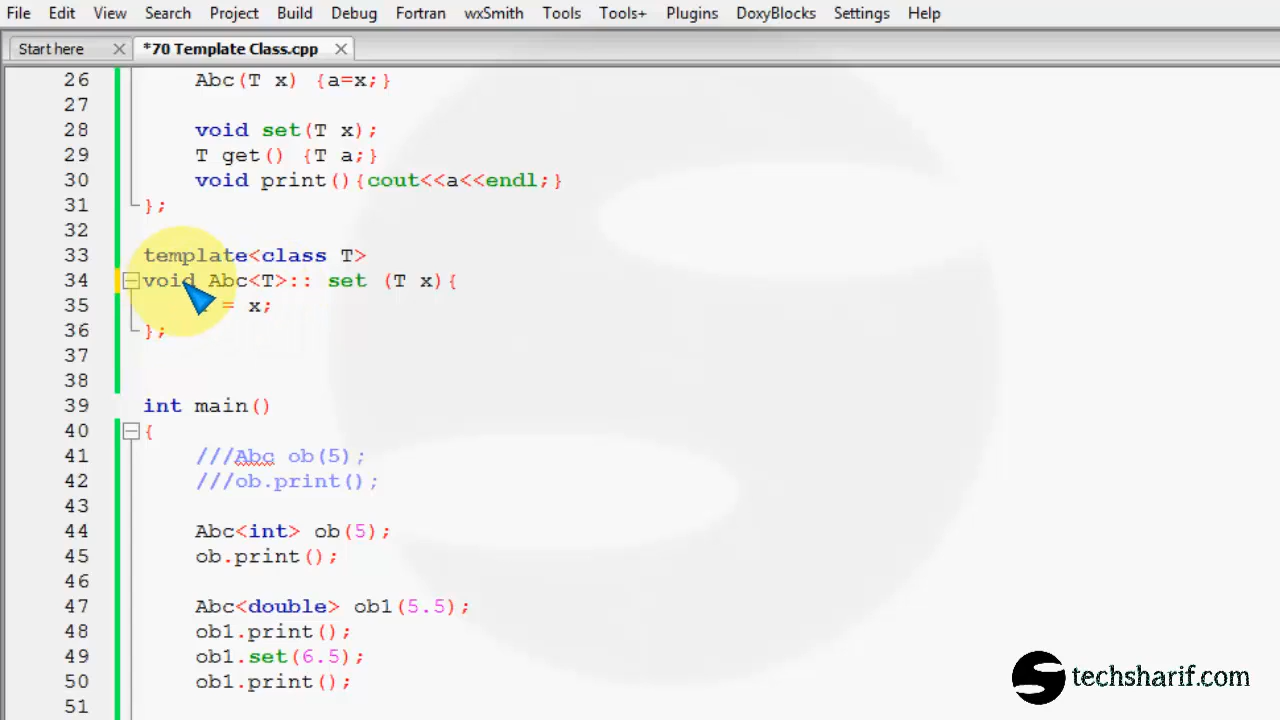 File Edit View Search Project Build Debug Fortran wxSmith Tools Tools+ Plugins DoxyBlocks Settings Help
Start here *70 Template Class.cpp
26 Abc(T x) {a=x;}
27
28 void set(T x);
29 T get() {T a;}
30 void print(){cout<<a<<endl;}
31 };
32
33 template<class T>
34 void Abc<T>:: set (T x){
35 = x;
36 };
37
38
39 int main()
40 {
41 ///Abc ob(5);
42 ///ob.print();
43
44 Abc<int> ob(5);
45 ob.print();
46
47 Abc<double> ob1(5.5);
48 ob1.print();
49 ob1.set(6.5);
50 ob1.print();
51
techsharif.com